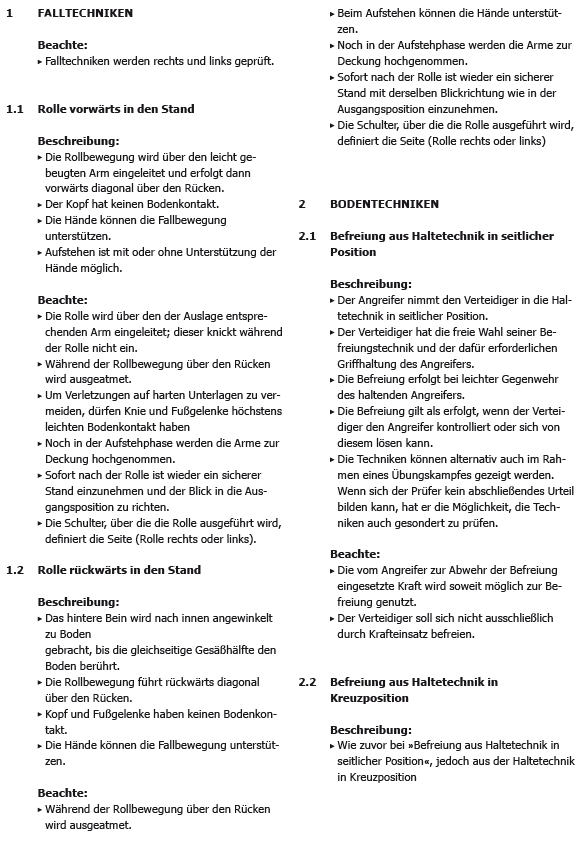 1 FALLTECHNIKEN
Beachte:
▸ Falltechniken werden rechts und links geprüft.
1.1 Rolle vorwärts in den Stand
Beschreibung:
▸ Die Rollbewegung wird über den leicht ge-
beugten Arm eingeleitet und erfolgt dann
vorwärts diagonal über den Rücken.
▸ Der Kopf hat keinen Bodenkontakt.
▸ Die Hände können die Fallbewegung
unterstützen.
▸ Aufstehen ist mit oder ohne Unterstützung der
Hände möglich.
Beachte:
▸ Die Rolle wird über den der Auslage entspre-
chenden Arm eingeleitet; dieser knickt während
der Rolle nicht ein.
▸ Während der Rollbewegung über den Rücken
wird ausgeatmet.
▸ Um Verletzungen auf harten Unterlagen zu ver-
meiden, dürfen Knie und Fußgelenke höchstens
leichten Bodenkontakt haben
▸ Noch in der Aufstehphase werden die Arme zur
Deckung hochgenommen.
▸ Sofort nach der Rolle ist wieder ein sicherer
Stand einzunehmen und der Blick in die Aus-
gangsposition zu richten.
▸ Die Schulter, über die die Rolle ausgeführt wird,
definiert die Seite (Rolle rechts oder links).
1.2 Rolle rückwärts in den Stand
Beschreibung:
▸ Das hintere Bein wird nach innen angewinkelt
zu Boden
gebracht, bis die gleichseitige Gesäßhälfte den
Boden berührt.
▸ Die Rollbewegung führt rückwärts diagonal
über den Rücken.
▸ Kopf und Fußgelenke haben keinen Bodenkon-
takt.
▸ Die Hände können die Fallbewegung unterstüt-
zen.
Beachte:
▸ Während der Rollbewegung über den Rücken
wird ausgeatmet.
▸ Beim Aufstehen können die Hände unterstüt-
zen.
▸ Noch in der Aufstehphase werden die Arme zur
Deckung hochgenommen.
▸ Sofort nach der Rolle ist wieder ein sicherer
Stand mit derselben Blickrichtung wie in der
Ausgangsposition einzunehmen.
▸ Die Schulter, über die die Rolle ausgeführt wird,
definiert die Seite (Rolle rechts oder links)
2 BODENTECHNIKEN
2.1 Befreiung aus Haltetechnik in seitlicher
Position
Beschreibung:
▸ Der Angreifer nimmt den Verteidiger in die Hal-
tetechnik in seitlicher Position.
▸ Der Verteidiger hat die freie Wahl seiner Be-
freiungstechnik und der dafür erforderlichen
Griffhaltung des Angreifers.
▸ Die Befreiung erfolgt bei leichter Gegenwehr
des haltenden Angreifers.
▸ Die Befreiung gilt als erfolgt, wenn der Vertei-
diger den Angreifer kontrolliert oder sich von
diesem lösen kann.
▸ Die Techniken können alternativ auch im Rah-
men eines Übungskampfes gezeigt werden.
Wenn sich der Prüfer kein abschließendes Urteil
bilden kann, hat er die Möglichkeit, die Tech-
niken auch gesondert zu prüfen.
Beachte:
▸ Die vom Angreifer zur Abwehr der Befreiung
eingesetzte Kraft wird soweit möglich zur Be-
freiung genutzt.
▸ Der Verteidiger soll sich nicht ausschließlich
durch Krafteinsatz befreien.
2.2 Befreiung aus Haltetechnik in
Kreuzposition
Beschreibung:
▸ Wie zuvor bei »Befreiung aus Haltetechnik in
seitlicher Position«, jedoch aus der Haltetechnik
in Kreuzposition